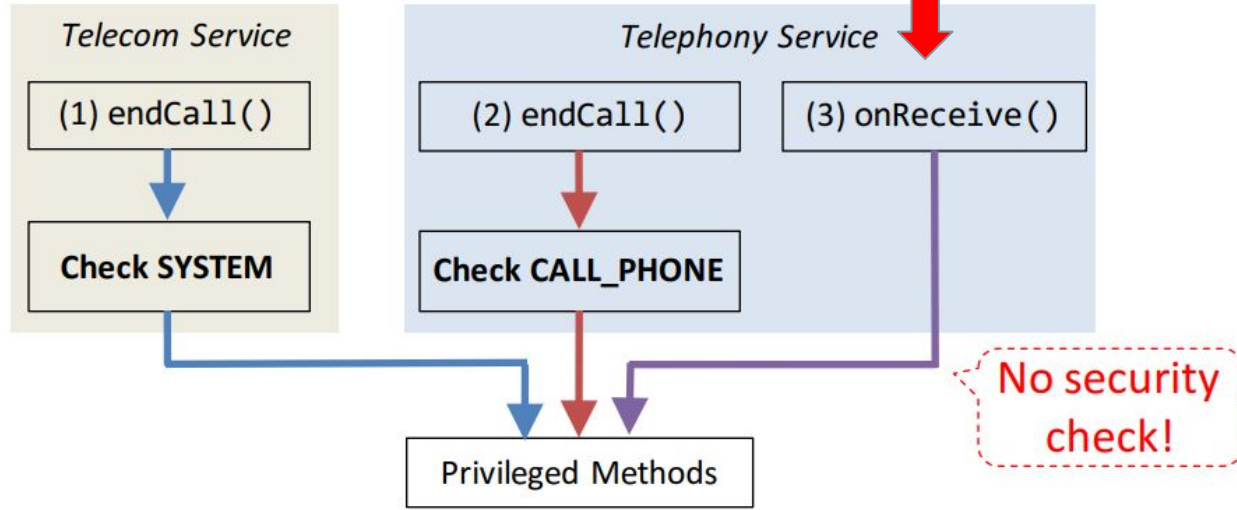 Telecom Service
Telephony Service
(1) endCall()
(2) endCall()
(3) onReceive()
Check SYSTEM
Check CALL_PHONE
No security
check!
Privileged Methods